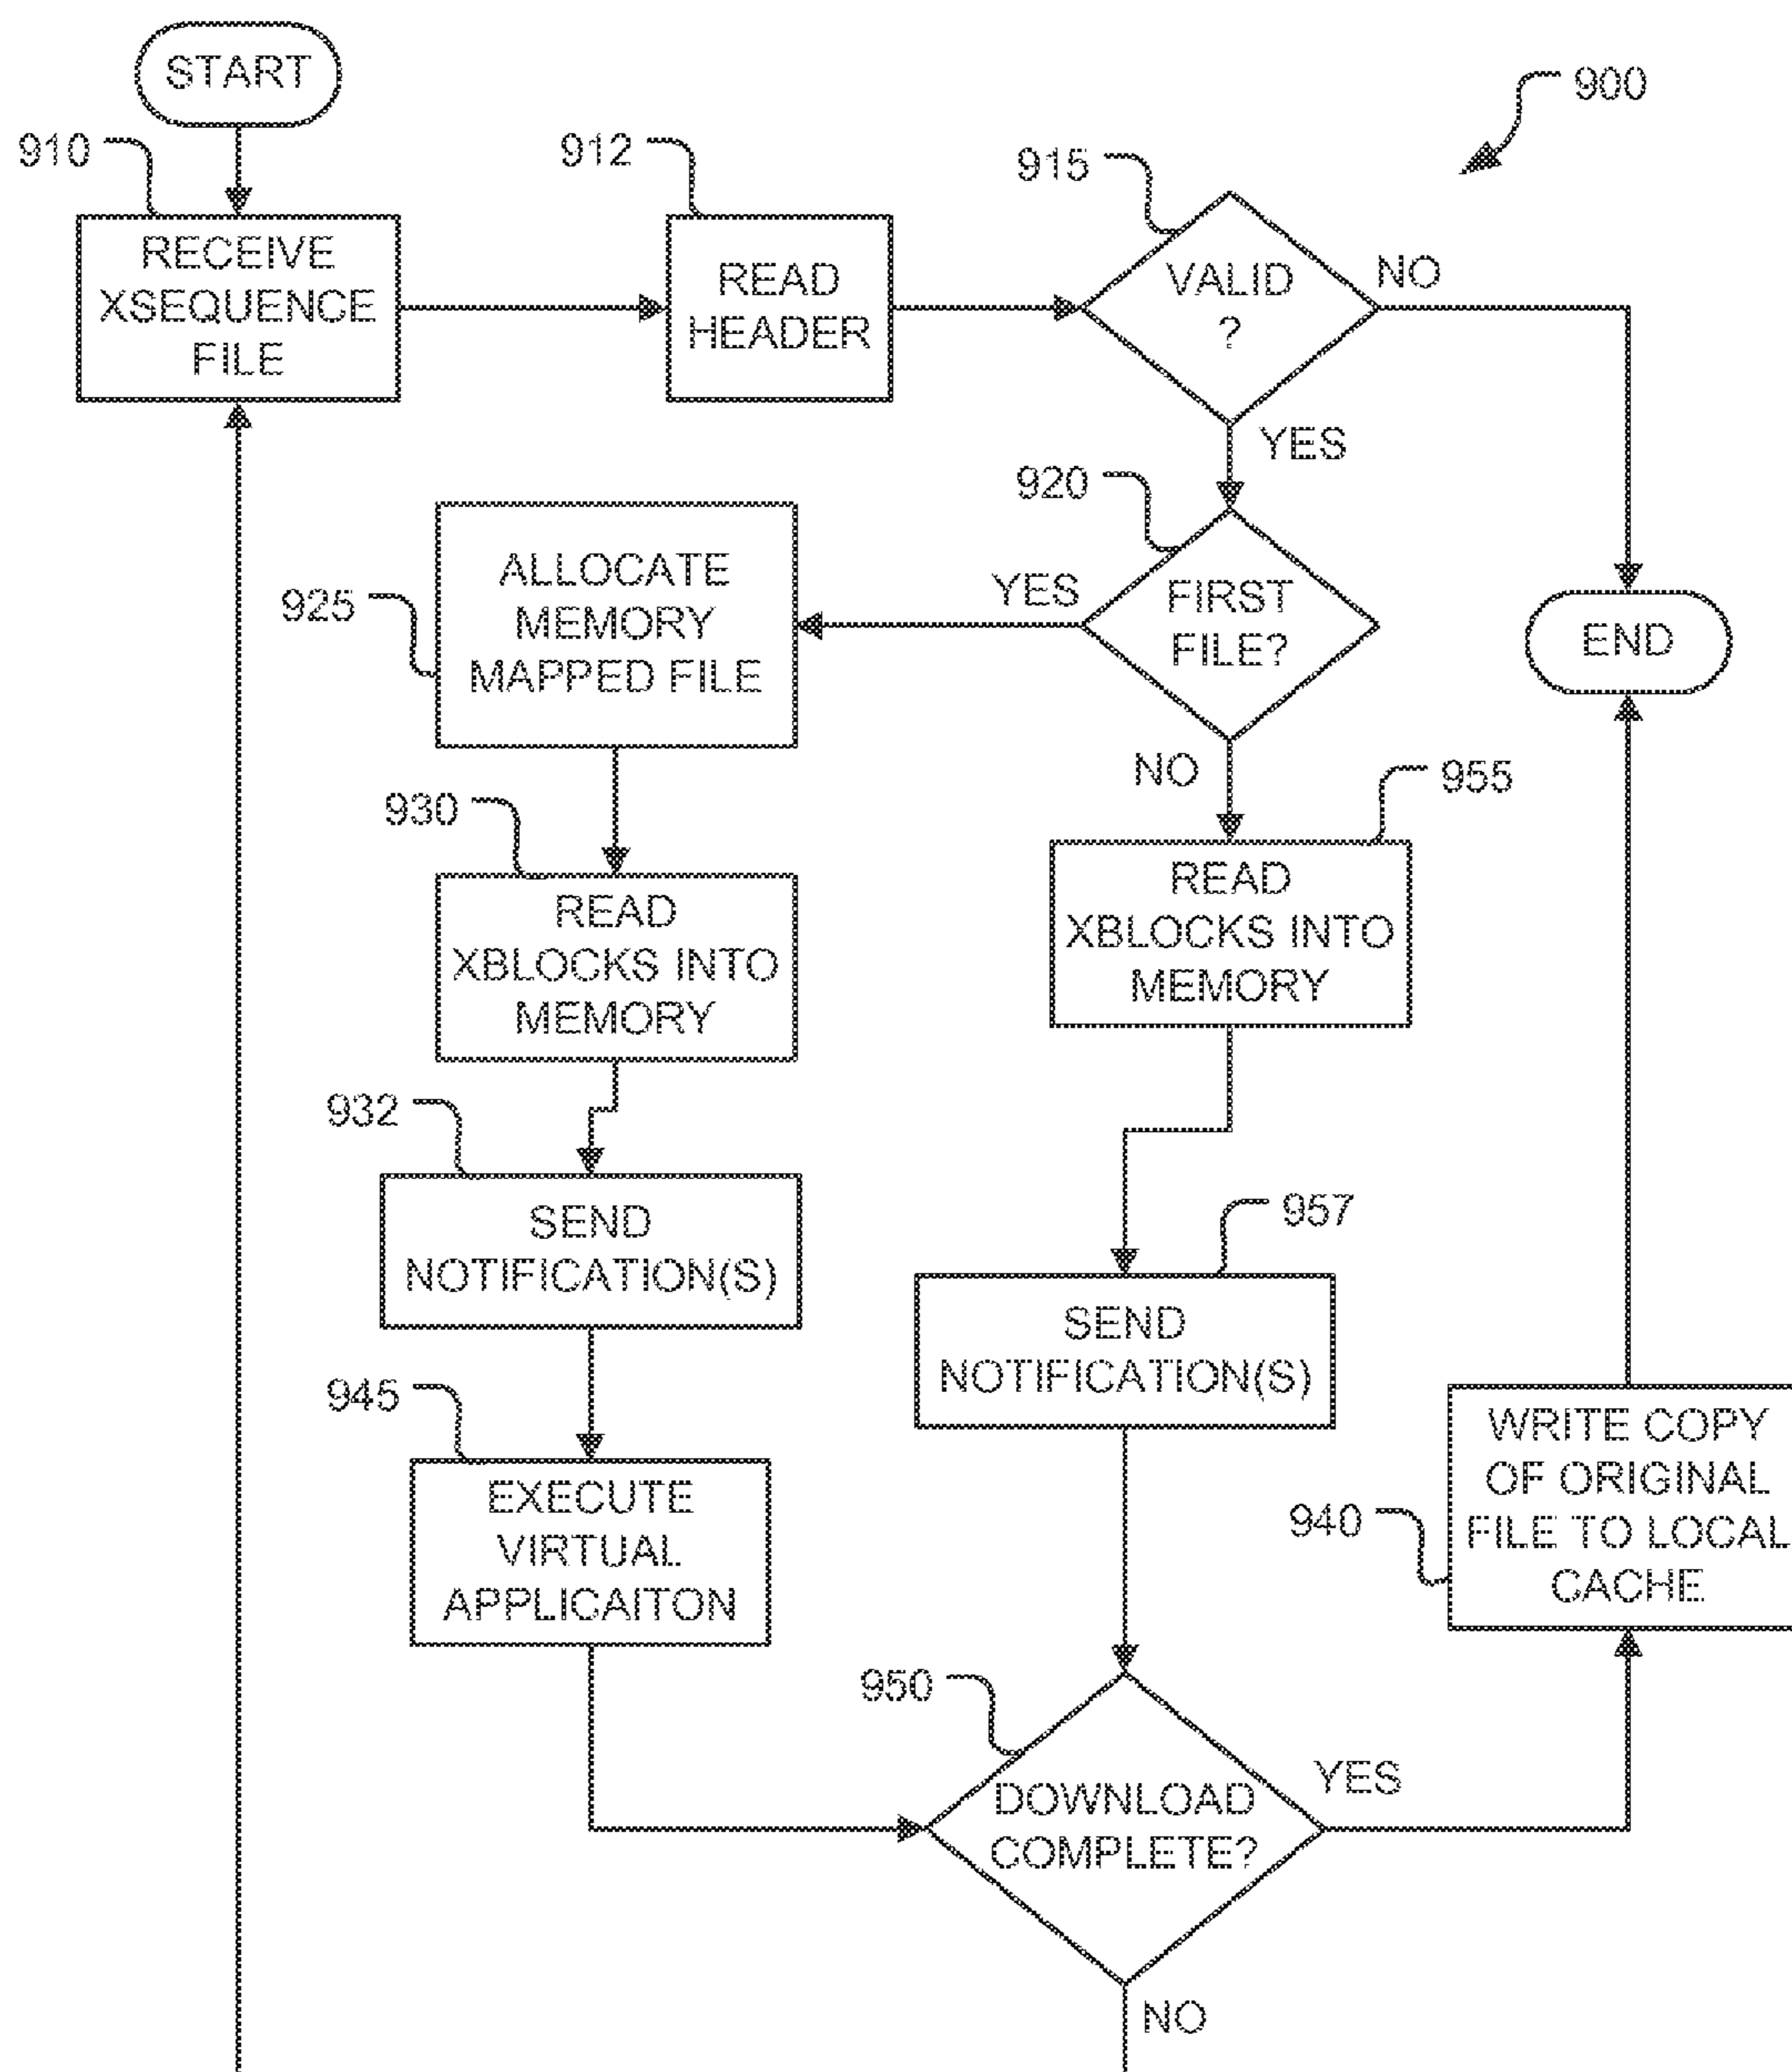 START
900
910
912
915
RECEIVE
XSEQUENCE
FILE
READ
HEADER
VALID
?
NO
YES
920
ALLOCATE
MEMORY
MAPPED FILE
925
YES
FIRST
FILE?
END
NO
955
930
READ
XBLOCKS INTO
MEMORY
READ
XBLOCKS INTO
MEMORY
932
SEND
NOTIFICATION(S)
957
SEND
NOTIFICATION(S)
945
EXECUTE
VIRTUAL
APPLICAITON
WRITE COPY
OF ORIGINAL
FILE TO LOCAL
CACHE
940
950
DOWNLOAD
COMPLETE?
YES
NO